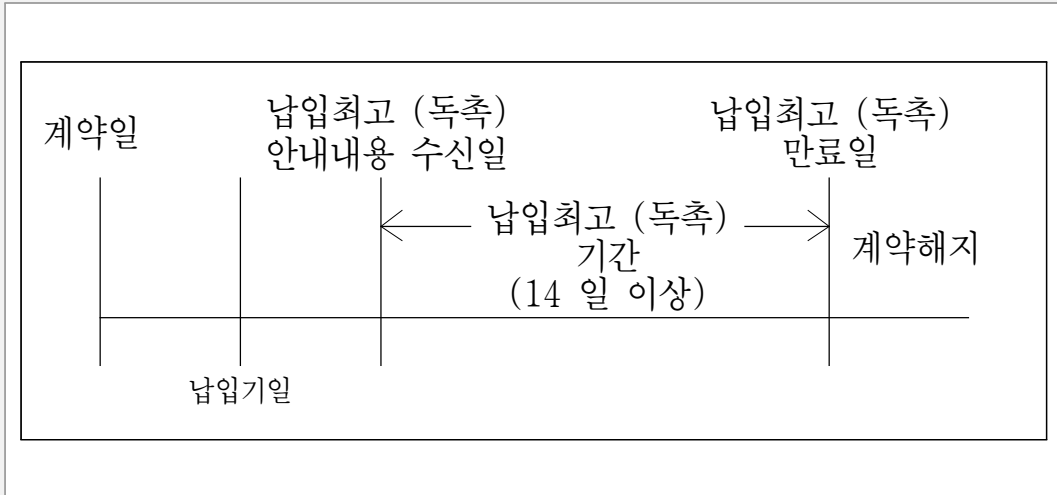 계약일
납입최고 (독촉)
안내내용 수신일
납입최고 (독촉)
만료일
납입최고 (독촉)
기간
(14 일 이상)
계약해지
납입기일